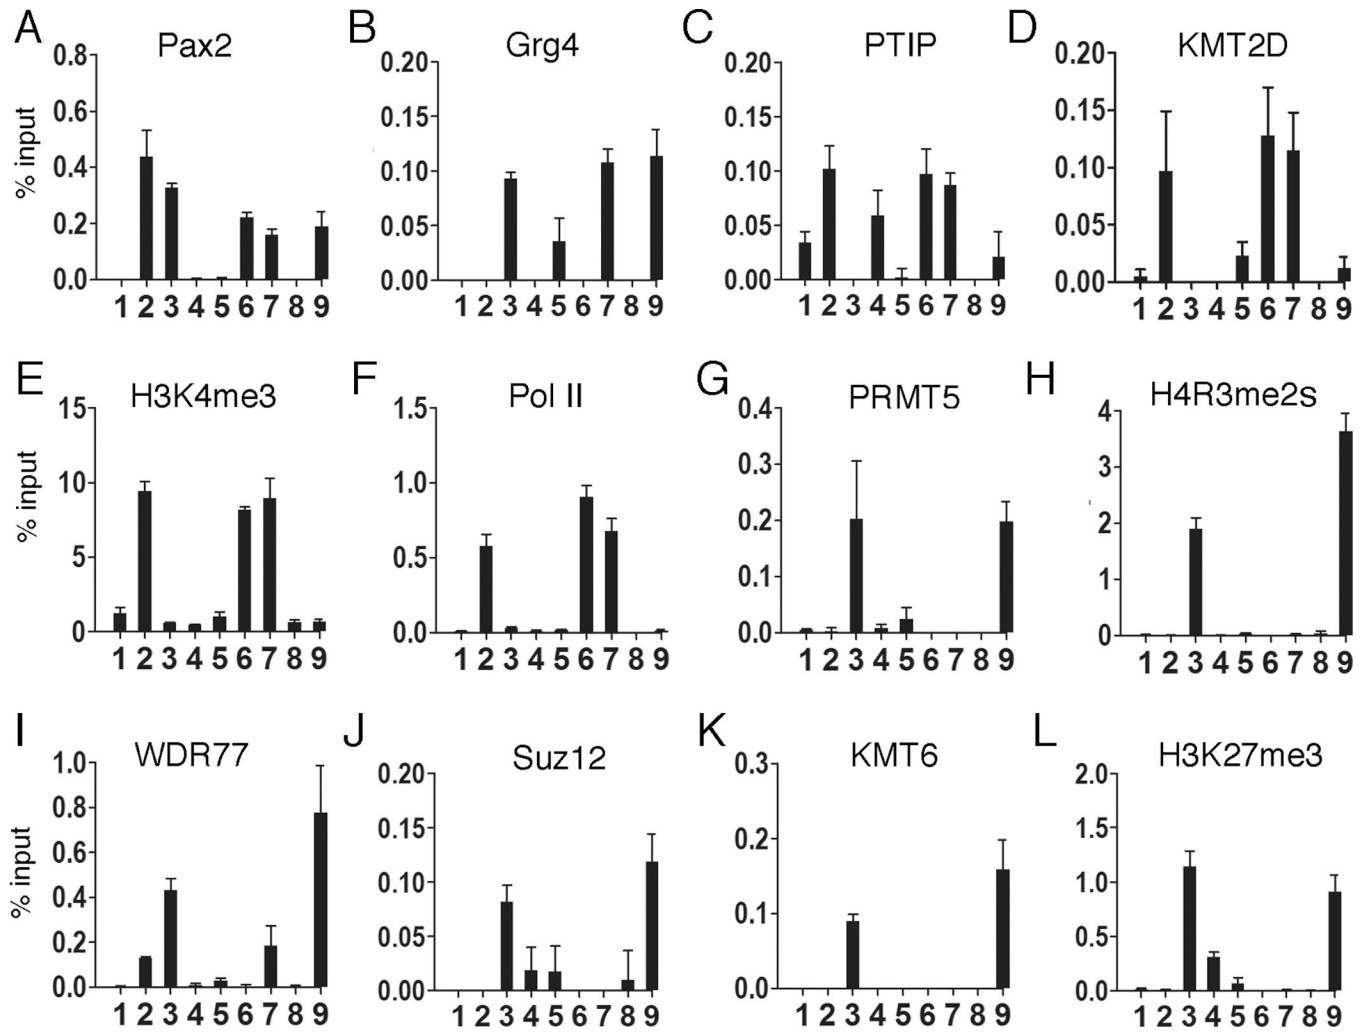 A Pax2
% input
0.8
0.6
0.4
0.2
0.0
1 2 3 4 5 6 7 8 9
B Grg4
0.20
0.15
0.10
0.05
0.00
1 2 3 4 5 6 7 8 9
C PTIP
0.20
0.15
0.10
0.05
0.00
1 2 3 4 5 6 7 8 9
D KMT2D
0.20
0.15
0.10
0.05
0.00
1 2 3 4 5 6 7 8 9
E H3K4me3
% input
15
10
5
0
1 2 3 4 5 6 7 8 9
F Pol II
1.5
1.0
0.5
0.0
1 2 3 4 5 6 7 8 9
G PRMT5
0.4
0.3
0.2
0.1
0.0
1 2 3 4 5 6 7 8 9
H H4R3me2s
4
3
2
1
0
1 2 3 4 5 6 7 8 9
I WDR77
% input
1.0
0.8
0.6
0.4
0.2
0.0
1 2 3 4 5 6 7 8 9
J Suz12
0.20
0.15
0.10
0.05
0.00
1 2 3 4 5 6 7 8 9
K KMT6
0.3
0.2
0.1
0.0
1 2 3 4 5 6 7 8 9
L H3K27me3
2.0
1.5
1.0
0.5
0.0
1 2 3 4 5 6 7 8 9